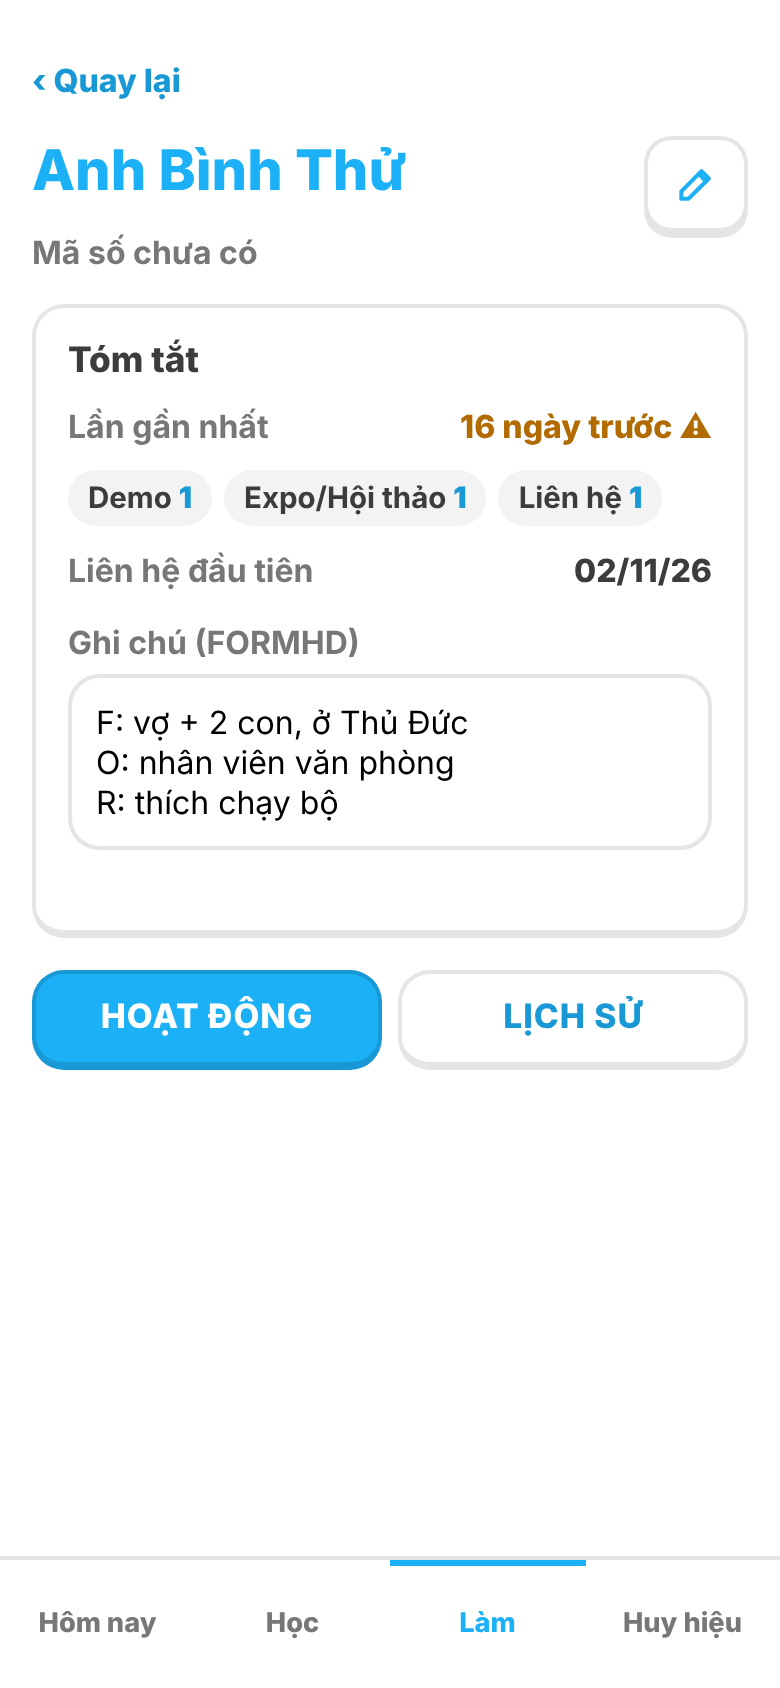 ‹ Quay lại
Anh Bình Thử
Mã số chưa có
Tóm tắt
Lần gần nhất 16 ngày trước ⚠
Demo 1 Expo/Hội thảo 1 Liên hệ 1
Liên hệ đầu tiên 02/11/26
Ghi chú (FORMHD)
F: vợ + 2 con, ở Thủ Đức
O: nhân viên văn phòng
R: thích chạy bộ
HOẠT ĐỘNG LỊCH SỬ
Hôm nay Học Làm Huy hiệu